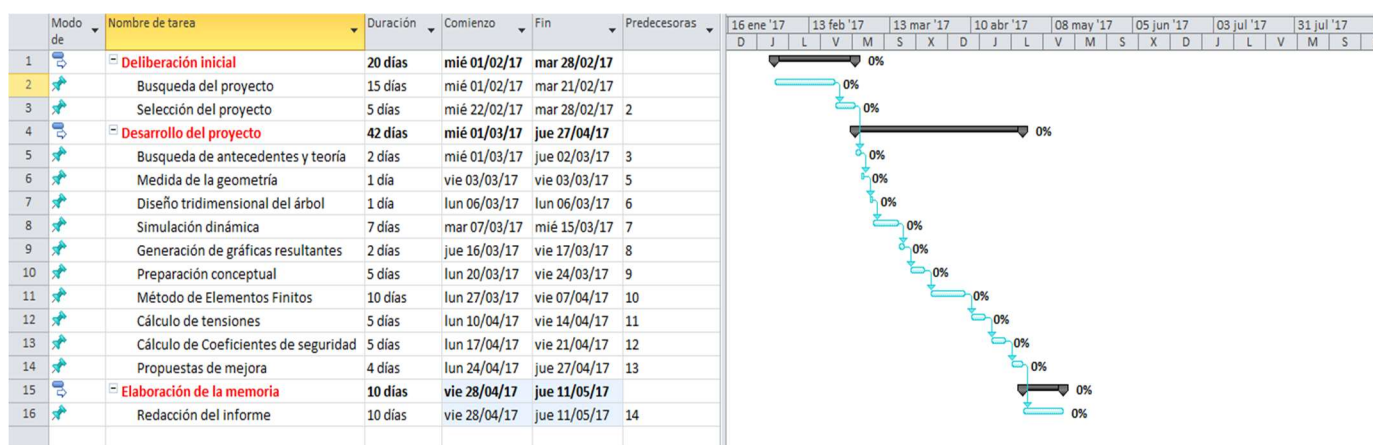 Modo de Nombre de tarea Duración Comienzo Fin Predecesoras
16 ene '17 13 feb '17 13 mar '17 10 abr '17 08 may '17 05 jun '17 03 jul '17 31 jul '17
D J L V M S X D J L V M S X D J L V M S
1 Deliberación inicial 20 días mié 01/02/17 mar 28/02/17 0%
2 Busqueda del proyecto 15 días mié 01/02/17 mar 21/02/17 0%
3 Selección del proyecto 5 días mié 22/02/17 mar 28/02/17 2 0%
4 Desarrollo del proyecto 42 días mié 01/03/17 jue 27/04/17 0%
5 Busqueda de antecedentes y teoría 2 días mié 01/03/17 jue 02/03/17 3 0%
6 Medida de la geometría 1 día vie 03/03/17 vie 03/03/17 5 0%
7 Diseño tridimensional del árbol 1 día lun 06/03/17 lun 06/03/17 6 0%
8 Simulación dinámica 7 días mar 07/03/17 mié 15/03/17 7 0%
9 Generación de gráficas resultantes 2 días jue 16/03/17 vie 17/03/17 8 0%
10 Preparación conceptual 5 días lun 20/03/17 vie 24/03/17 9 0%
11 Método de Elementos Finitos 10 días lun 27/03/17 vie 07/04/17 10 0%
12 Cálculo de tensiones 5 días lun 10/04/17 vie 14/04/17 11 0%
13 Cálculo de Coeficientes de seguridad 5 días lun 17/04/17 vie 21/04/17 12 0%
14 Propuestas de mejora 4 días lun 24/04/17 jue 27/04/17 13 0%
15 Elaboración de la memoria 10 días vie 28/04/17 jue 11/05/17 0%
16 Redacción del informe 10 días vie 28/04/17 jue 11/05/17 14 0%